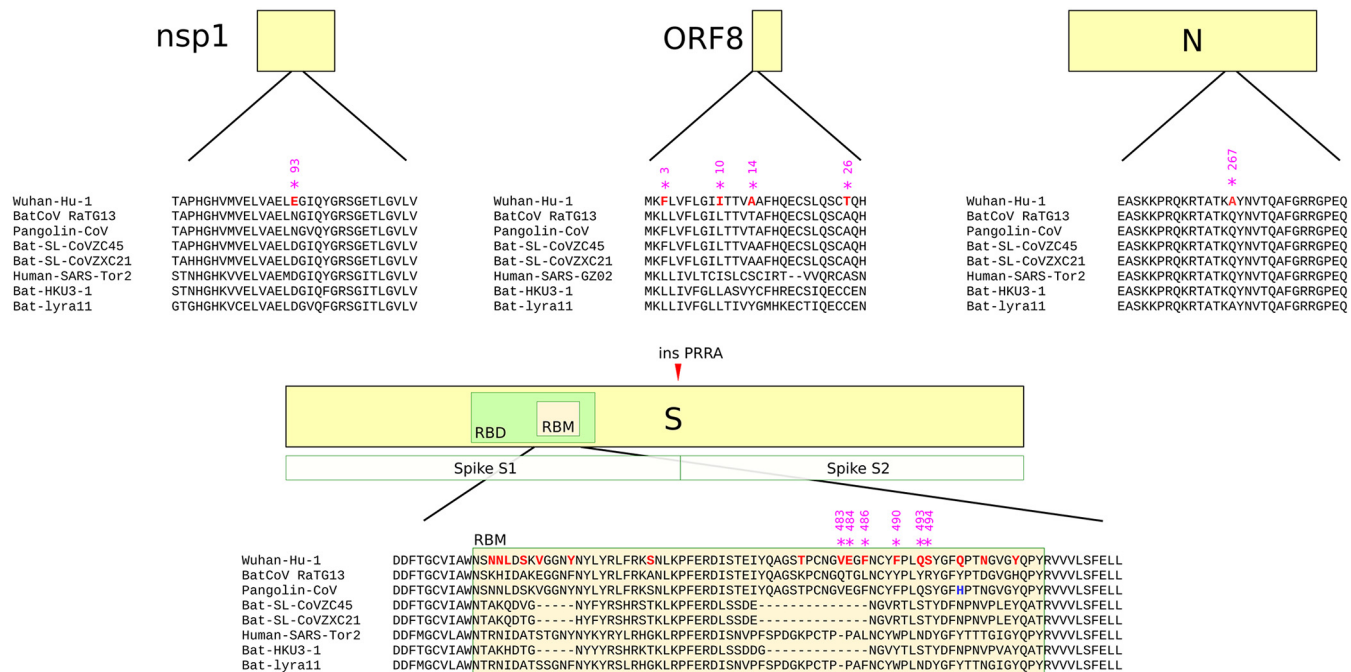 nsp1
ORF8
N
* 93
* 3
* 10
* 14
* 26
* 267
Wuhan-Hu-1 TAPHGHVMVELVAELEGIQYGRSGETLGVLV
BatCoV RaTG13 TAPHGHVMVELVAELNGIQYGRSGETLGVLV
Pangolin-CoV TAPHGHVMVELVAELNGVQYGRSGETLGVLV
Bat-SL-CoVZC45 TAPHGHVMVELVAELDGIQYGRSGETLGVLV
Bat-SL-CoVZXC21 TAHHGHVMVELVAELDGIQYGRSGETLGVLV
Human-SARS-Tor2 STNHGHKVVELVAEMDGIQYGRSGITLGVLV
Bat-HKU3-1 STNHGHKVVELVAELDGIQFGRSGITLGVLV
Bat-lyra11 GTGHGHKVCELVAELDGVQFGRSGITLGVLV
Wuhan-Hu-1 MKFLVFLGIITTVAAFHQECSLQSCTQH
BatCoV RaTG13 MKLLVFLGILTTVTAFHQECSLQSCAQH
Pangolin-CoV MKLLVFLGILTTVTAFHQECSLQSCAQH
Bat-SL-CoVZC45 MKFLVFLGILTTVAAFHQECSLQSCAQH
Bat-SL-CoVZXC21 MKLLVFLGILTTVTAFHQECSLQSCAQH
Human-SARS-GZ02 MKLLIVLTCISLCSCIRT--VVQRCASN
Bat-HKU3-1 MKLLIVFGLLASVYCFHRECSIQECCEN
Bat-lyra11 MKLLIVFGLLTIVYGMHKECTIQECCEN
Wuhan-Hu-1 EASKKPRQKRTATKAYNVTQAFGRRGPEQ
BatCoV RaTG13 EASKKPRQKRTATKQYNVTQAFGRRGPEQ
Pangolin-CoV EASKKPRQKRTATKQYNVTQAFGRRGPEQ
Bat-SL-CoVZC45 EASKKPRQKRTATKQYNVTQAFGRRGPEQ
Bat-SL-CoVZXC21 EASKKPRQKRTATKQYNVTQAFGRRGPEQ
Human-SARS-Tor2 EASKKPRQKRTATKQYNVTQAFGRRGPEQ
Bat-HKU3-1 EASKKPRQKRTATKQYNVTQAFGRRGPEQ
Bat-lyra11 EASKKPRQKRTATKAYNVTQAFGRRGPEQ
ins PRRA
S
RBD
RBM
Spike S1
Spike S2
* 483
* 484
* 486
* 490
* 493
* 494
RBM
Wuhan-Hu-1 DDFTGCVIAWNSNNLDSKVGGNYNYLYRLFRKSNLKPFERDISTEIYQAGSTPCNGVEGFNCYFPLQSYGFQPTNGVGYQPYRVVVLSFELL
BatCoV RaTG13 DDFTGCVIAWNSKHIDAKEGGNFNYLYRLFRKANLKPFERDISTEIYQAGSKPCNGQTGLNCYYPLYRYGFYPTDGVGHQPYRVVVLSFELL
Pangolin-CoV DDFTGCVIAWNSNNLDSKVGGNYNYLYRLFRKSNLKPFERDISTEIYQAGSTPCNGVEGFNCYFPLQSYGFHPTNGVGYQPYRVVVLSFELL
Bat-SL-CoVZC45 DDFTGCVIAWNTAKQDVG-----NYFYRSHRSTKLKPFERDLSSDE--------------NGVRTLSTYDFNPNVPLEYQATRVVVLSFELL
Bat-SL-CoVZXC21 DDFTGCVIAWNTAKQDTG-----HYFYRSHRSTKLKPFERDLSSDE--------------NGVRTLSTYDFNPNVPLEYQATRVVVLSFELL
Human-SARS-Tor2 DDFMGCVLAWNTRNIDATSTGNYNYKYRYLRHGKLRPFERDISNVPFSPDGKPCTP-PALNCYWPLNDYGFYTTTGIGYQPYRVVVLSFELL
Bat-HKU3-1 DDFTGCVIAWNTAKHDTG-----NYYYRSHRKTKLKPFERDLSSDDG-------------NGVYTLSTYDFNPNVPVAYQATRVVVLSFELL
Bat-lyra11 DDFMGCVLAWNTRNIDATSSGNFNYKYRSLRHGKLRPFERDISNVPFSPDGKPCTP-PAFNCYWPLNDYGFYTTNGIGYQPYRVVVLSFELL